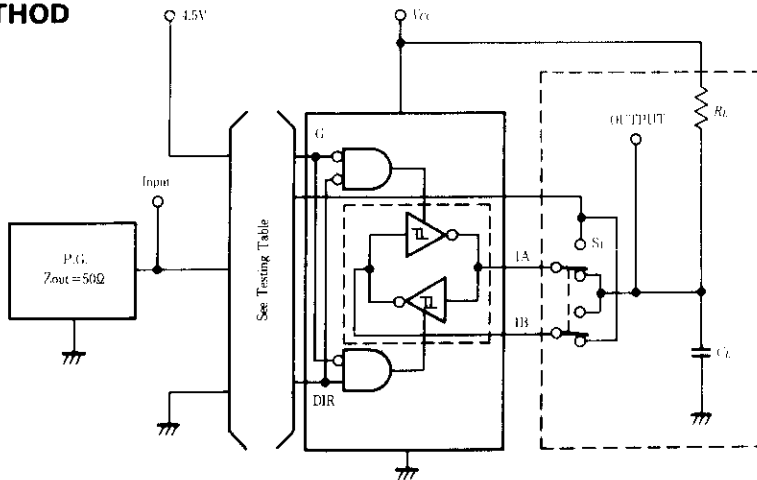 THOD
4.5V
VCC
RL
OUTPUT
G
Input
P.G.
Zout=50Ω
See Testing Table
S1
1A
1B
CL
DIR